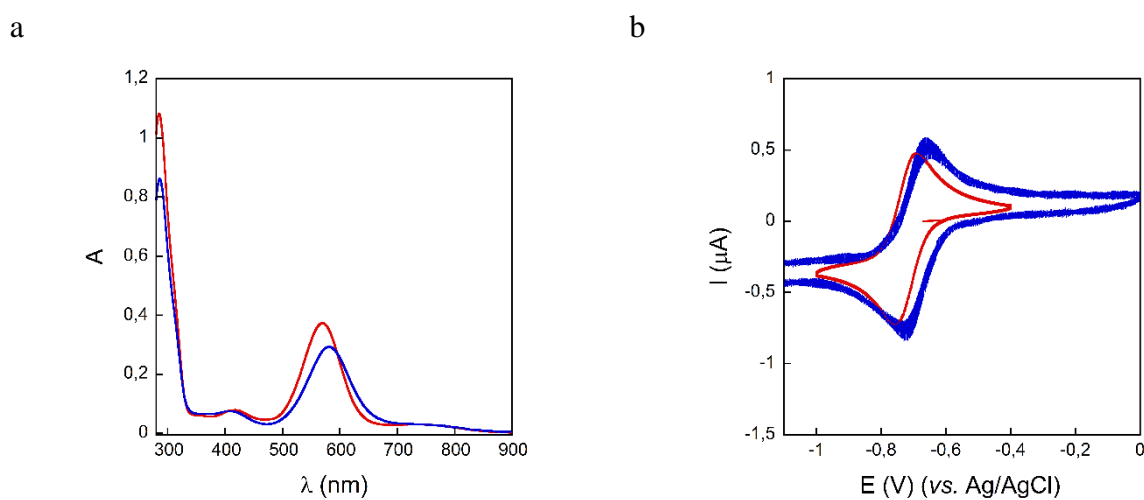 a
b
1,2
1
0,8
0,6
0,4
0,2
0
A
300 400 500 600 700 800 900
λ (nm)
1
0,5
0
-0,5
-1
-1,5
I (μA)
-1 -0,8 -0,6 -0,4 -0,2 0
E (V) (vs. Ag/AgCl)